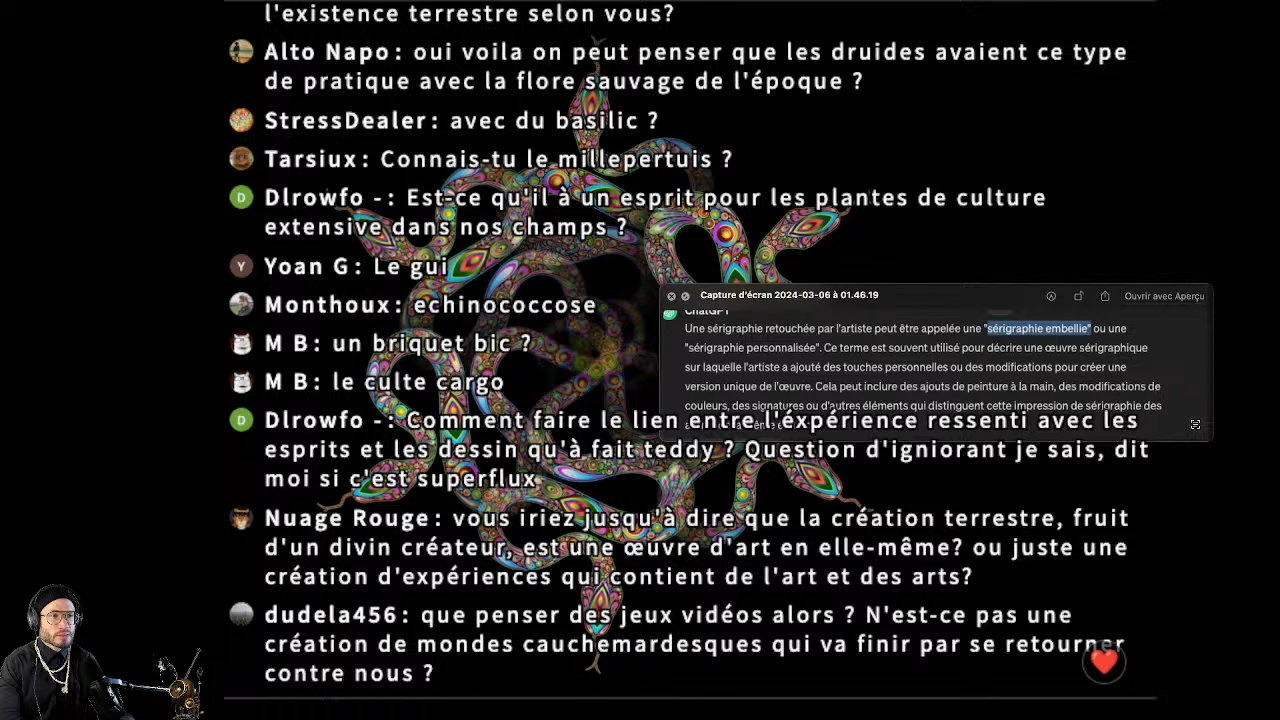 l'existence terrestre selon vous?
Alto Napo: oui voila on peut penser que les druides avaient ce type
de pratique avec la flore sauvage de l'époque ?
StressDealer: avec du basilic ?
Tarsiux: Connais-tu le millepertuis ?
D Dlrowfo -: Est-ce qu'il à un esprit pour les plantes de culture
extensive dans nos champs ?
Y Yoan G: Le gui
Monthoux: echinococcose
M B: un briquet bic ?
M B: le culte cargo
D Dlrowfo -: Comment faire le lien entre l'éxpérience ressenti avec les
esprits et les dessin qu'à fait teddy ? Question d'igniorant je sais, dit
moi si c'est superflux
Nuage Rouge: vous iriez jusqu'à dire que la création terrestre, fruit
d'un divin créateur, est une œuvre d'art en elle-même? ou juste une
création d'expériences qui contient de l'art et des arts?
dudela456: que penser des jeux vidéos alors ? N'est-ce pas une
création de mondes cauchemardesques qui va finir par se retourner
contre nous ?
Capture d'écran 2024-03-06 à 01.46.19
Ouvrir avec Aperçu
ChatGPT
Une sérigraphie retouchée par l'artiste peut être appelée une "sérigraphie embellie" ou une
"sérigraphie personnalisée". Ce terme est souvent utilisé pour décrire une œuvre sérigraphique
sur laquelle l'artiste a ajouté des touches personnelles ou des modifications pour créer une
version unique de l'œuvre. Cela peut inclure des ajouts de peinture à la main, des modifications de
couleurs, des signatures ou d'autres éléments qui distinguent cette impression de sérigraphie des